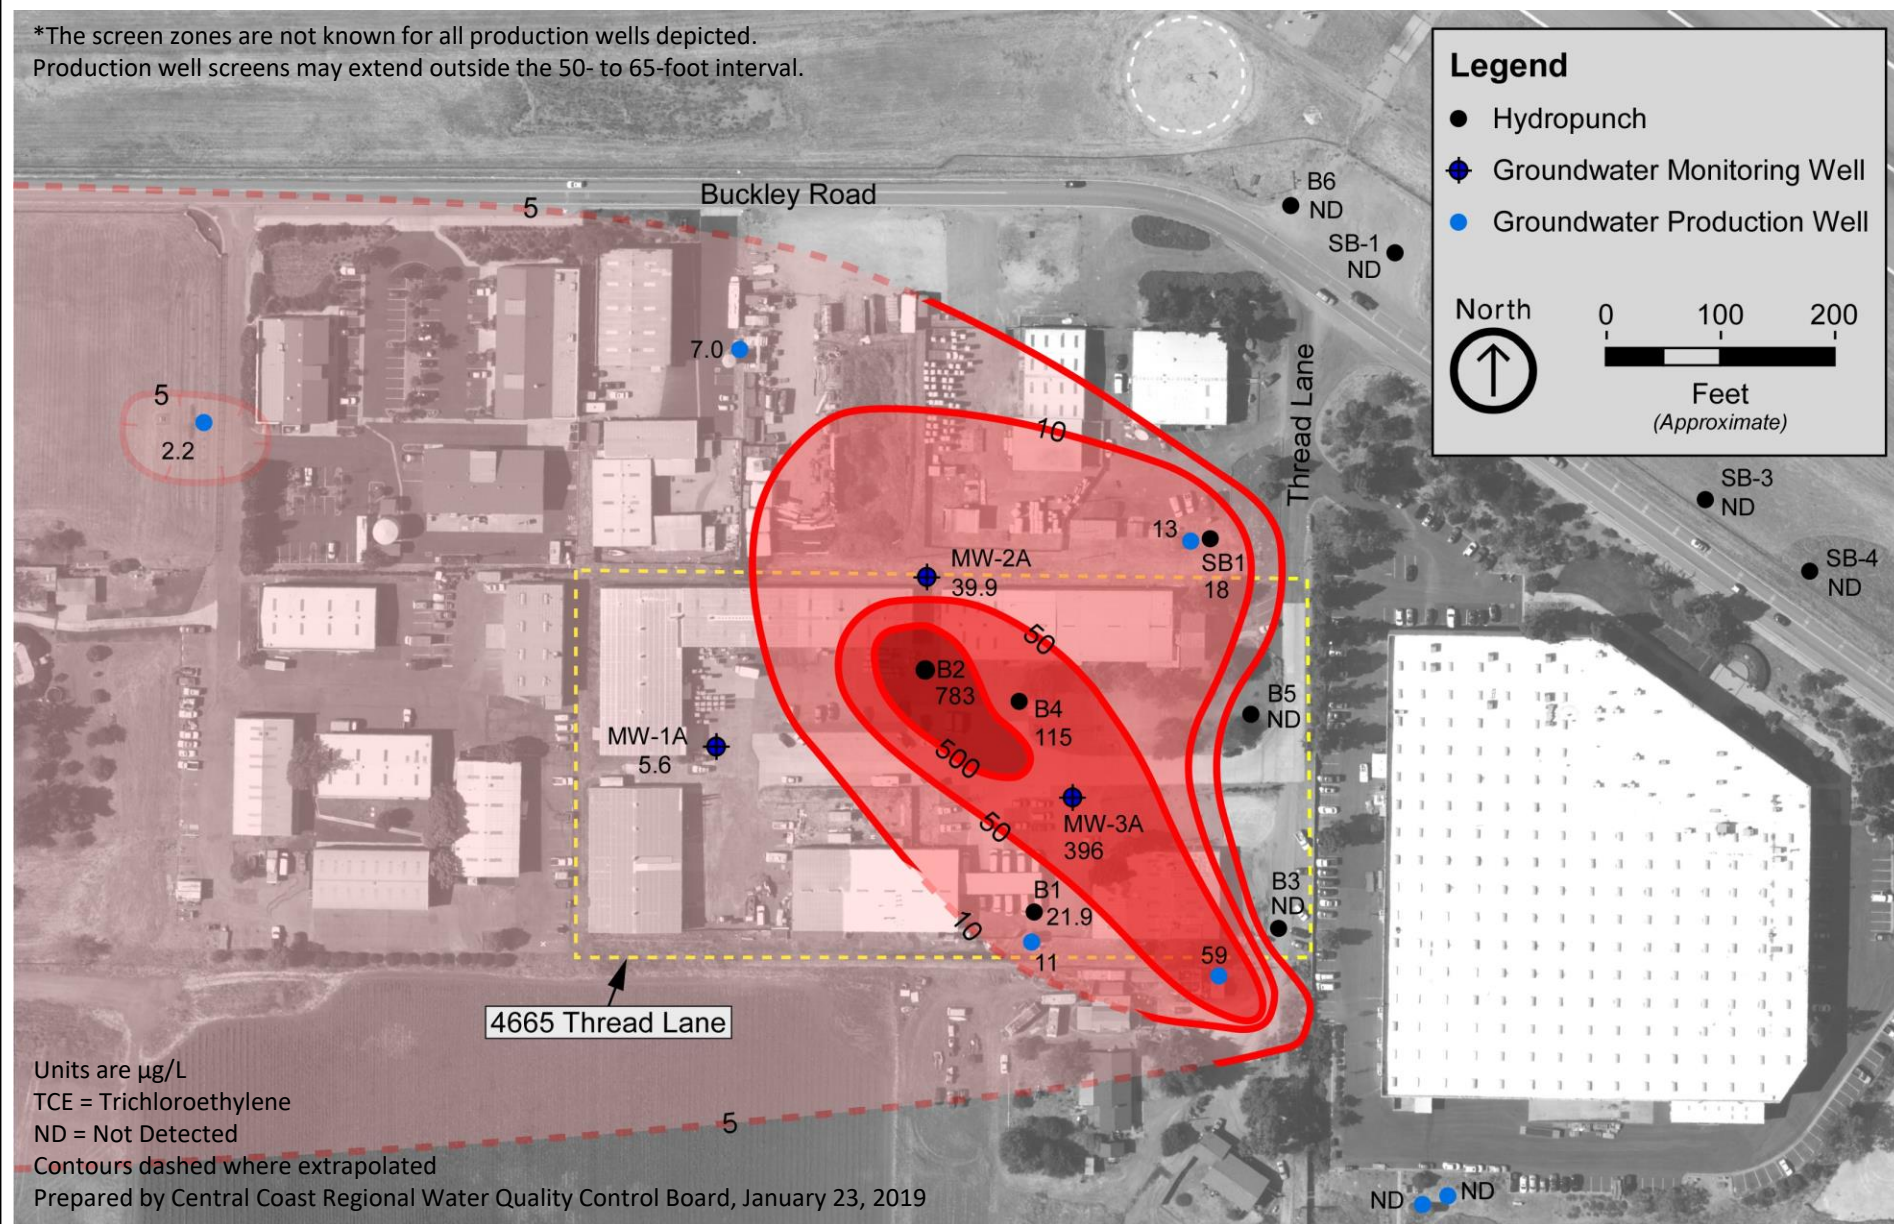 *The screen zones are not known for all production wells depicted.
Production well screens may extend outside the 50- to 65-foot interval.
Legend
Hydropunch
Groundwater Monitoring Well
Groundwater Production Well
North
0 100 200
Feet
(Approximate)
Buckley Road
5
B6
ND
SB-1
ND
Thread Lane
7.0
5
2.2
10
SB-3
ND
SB-4
ND
13
SB1
18
MW-2A
39.9
50
B2
783
B4
115
B5
ND
MW-1A
5.6
500
50
MW-3A
396
B1
21.9
B3
ND
10
11
59
4665 Thread Lane
5
Units are µg/L
TCE = Trichloroethylene
ND = Not Detected
Contours dashed where extrapolated
Prepared by Central Coast Regional Water Quality Control Board, January 23, 2019
ND
ND